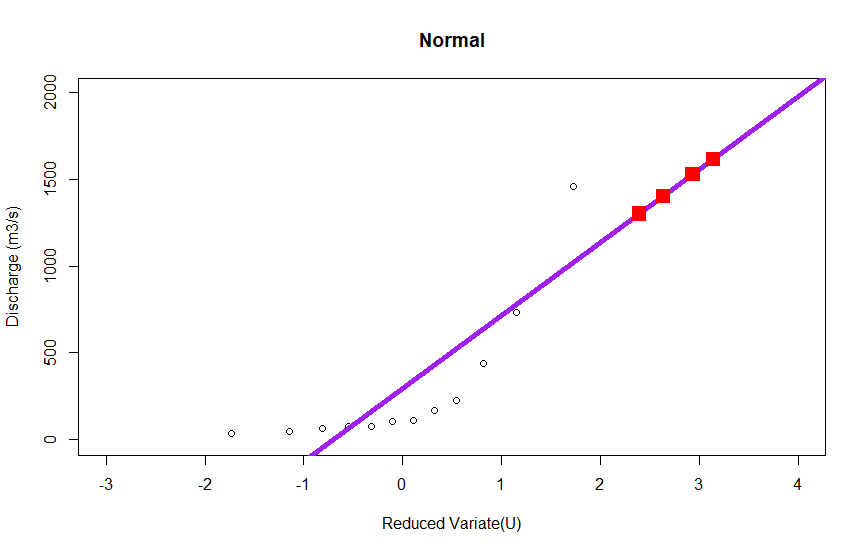 Normal
Discharge (m3/s)
2000
1500
1000
500
0
-3 -2 -1 0 1 2 3 4
Reduced Variate(U)